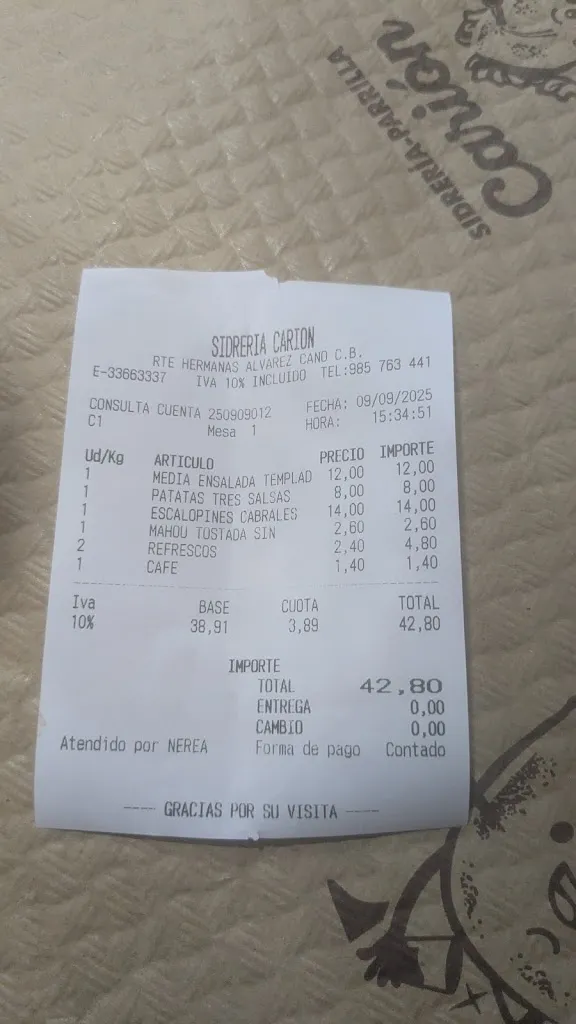 SIDRERÍA-PARRILLA
Carión
SIDRERIA CARION
RTE HERMANAS ALVAREZ CANO C.B.
E-33663337 IVA 10% INCLUIDO TEL:985 763 441
CONSULTA CUENTA 250909012 FECHA: 09/09/2025
C1 Mesa 1 HORA: 15:34:51
Ud/Kg ARTICULO PRECIO IMPORTE
1 MEDIA ENSALADA TEMPLAD 12,00 12,00
1 PATATAS TRES SALSAS 8,00 8,00
1 ESCALOPINES CABRALES 14,00 14,00
1 MAHOU TOSTADA SIN 2,60 2,60
2 REFRESCOS 2,40 4,80
1 CAFE 1,40 1,40
Iva BASE CUOTA TOTAL
10% 38,91 3,89 42,80
IMPORTE
TOTAL 42,80
ENTREGA 0,00
CAMBIO 0,00
Atendido por NEREA Forma de pago Contado
---- GRACIAS POR SU VISITA ----